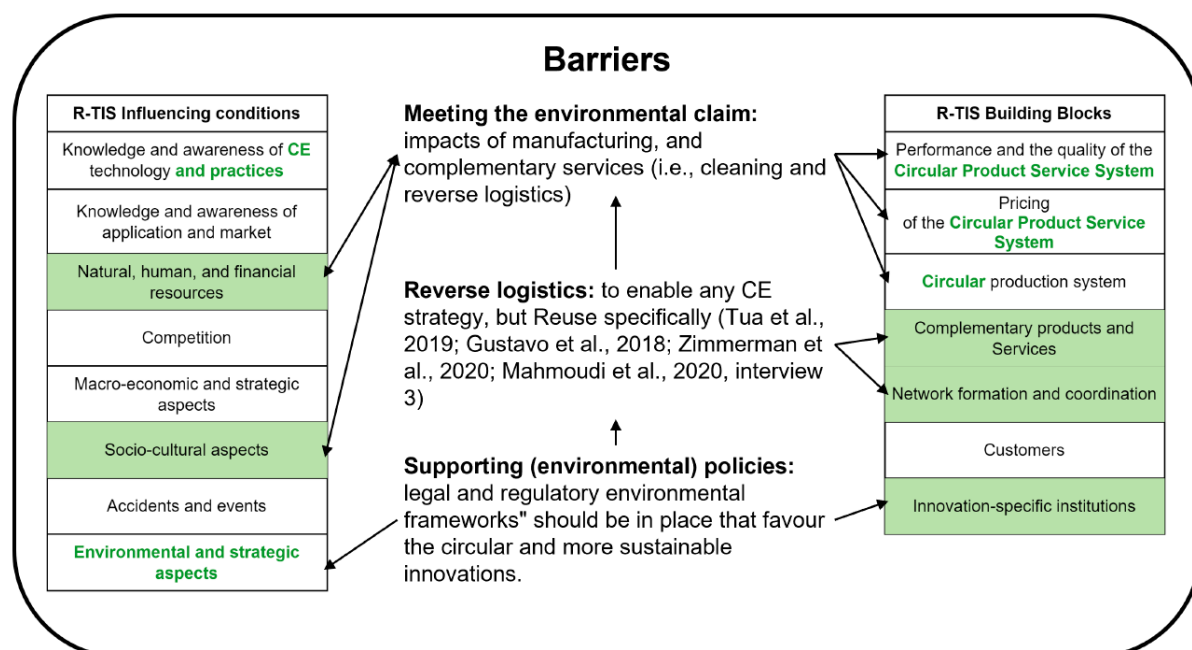 Barriers
R-TIS Influencing conditions
Knowledge and awareness of CE
technology and practices
Knowledge and awareness of
application and market
Natural, human, and financial
resources
Competition
Macro-economic and strategic
aspects
Socio-cultural aspects
Accidents and events
Environmental and strategic
aspects
Meeting the environmental claim:
impacts of manufacturing, and
complementary services (i.e., cleaning and
reverse logistics)
Reverse logistics: to enable any CE
strategy, but Reuse specifically (Tua et al.,
2019; Gustavo et al., 2018; Zimmerman et
al., 2020; Mahmoudi et al., 2020, interview
3)
Supporting (environmental) policies:
legal and regulatory environmental
frameworks" should be in place that favour
the circular and more sustainable
innovations.
R-TIS Building Blocks
Performance and the quality of the
Circular Product Service System
Pricing
of the Circular Product Service
System
Circular production system
Complementary products and
Services
Network formation and coordination
Customers
Innovation-specific institutions